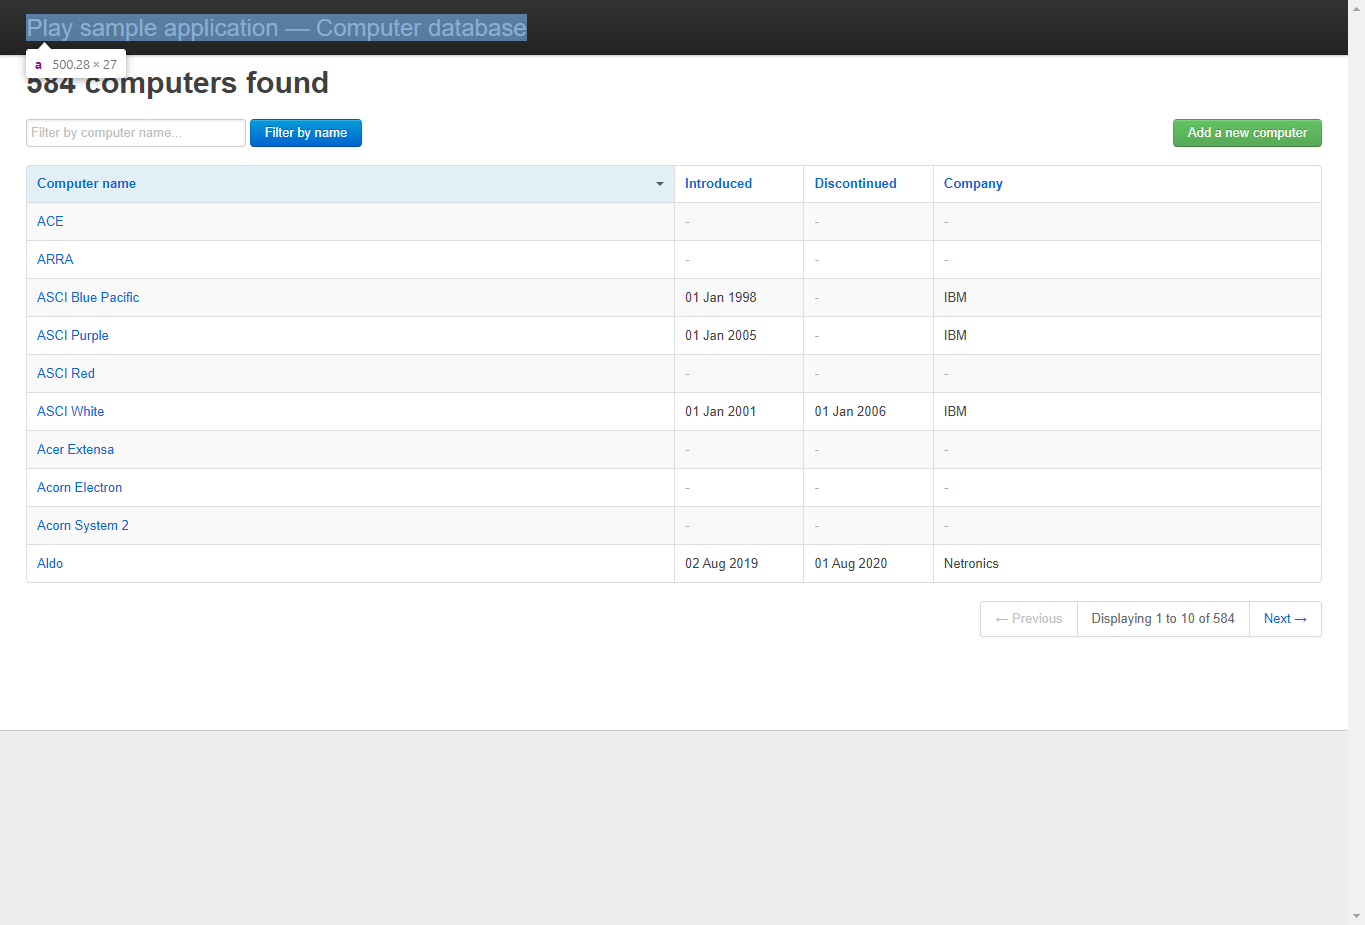 Play sample application — Computer database
a 500.28 × 27
584 computers found
Filter by computer name... Filter by name Add a new computer
Computer name Introduced Discontinued Company
ACE - - -
ARRA - - -
ASCI Blue Pacific 01 Jan 1998 - IBM
ASCI Purple 01 Jan 2005 - IBM
ASCI Red - - -
ASCI White 01 Jan 2001 01 Jan 2006 IBM
Acer Extensa - - -
Acorn Electron - - -
Acorn System 2 - - -
Aldo 02 Aug 2019 01 Aug 2020 Netronics
← Previous Displaying 1 to 10 of 584 Next →